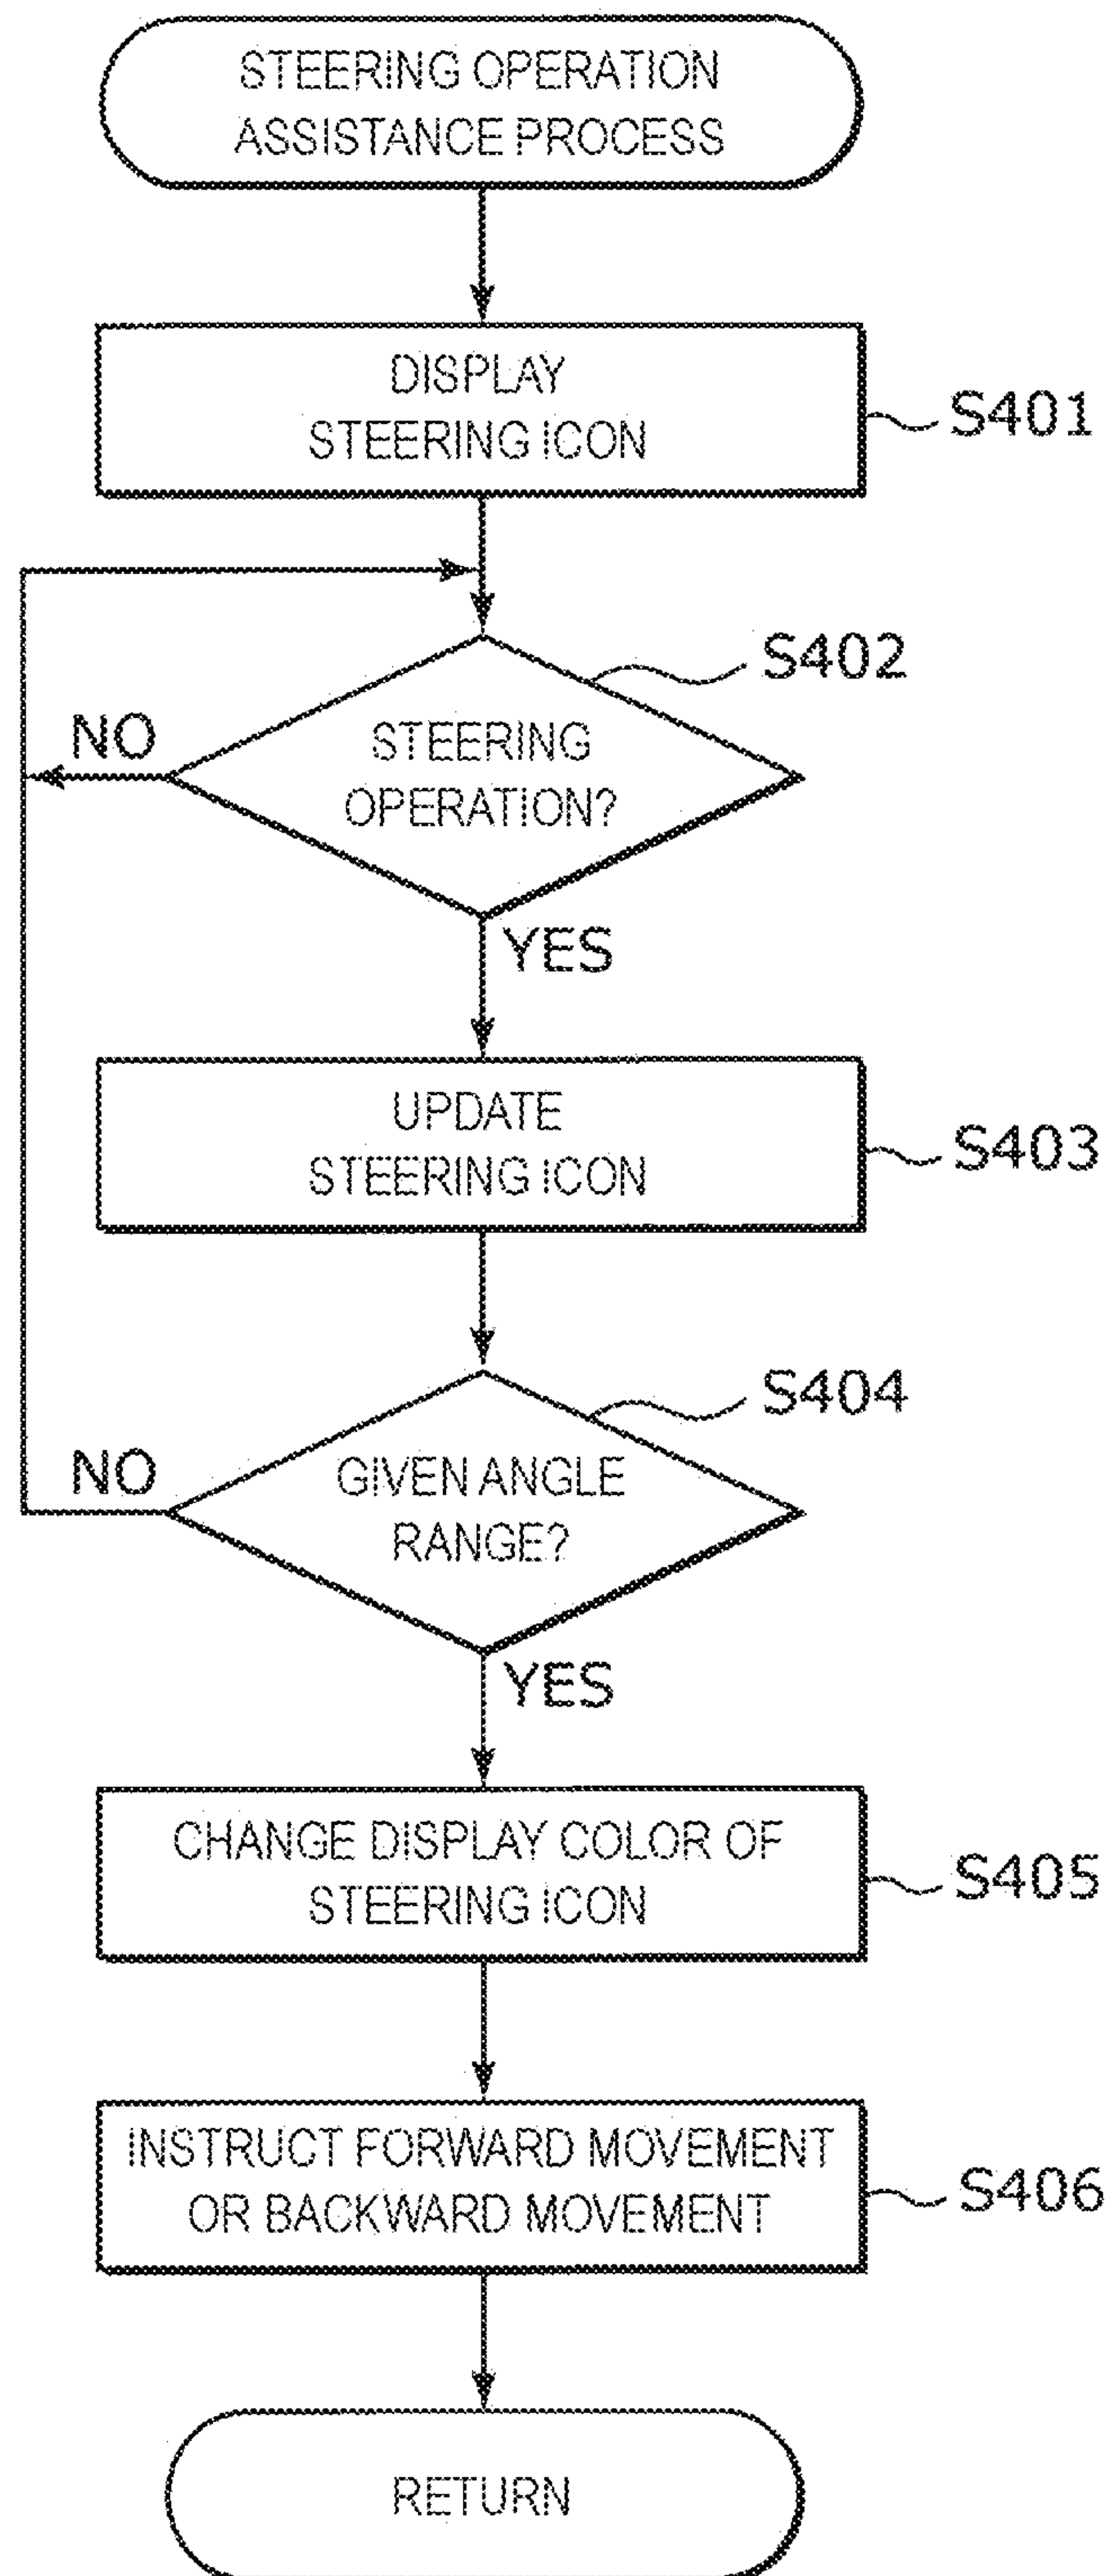 STEERING OPERATION
ASSISTANCE PROCESS
DISPLAY
STEERING ICON
S401
S402
NO
STEERING
OPERATION?
YES
UPDATE
STEERING ICON
S403
S404
NO
GIVEN ANGLE
RANGE?
YES
CHANGE DISPLAY COLOR OF
STEERING ICON
S405
INSTRUCT FORWARD MOVEMENT
OR BACKWARD MOVEMENT
S406
RETURN